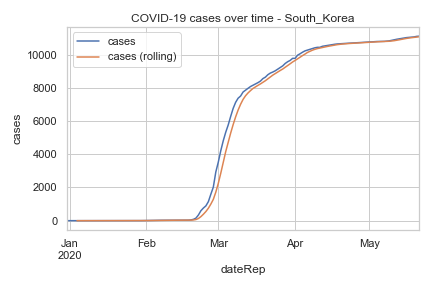 COVID-19 cases over time - South_Korea
cases
cases (rolling)
cases
10000
8000
6000
4000
2000
0
Jan Feb Mar Apr May
2020
dateRep